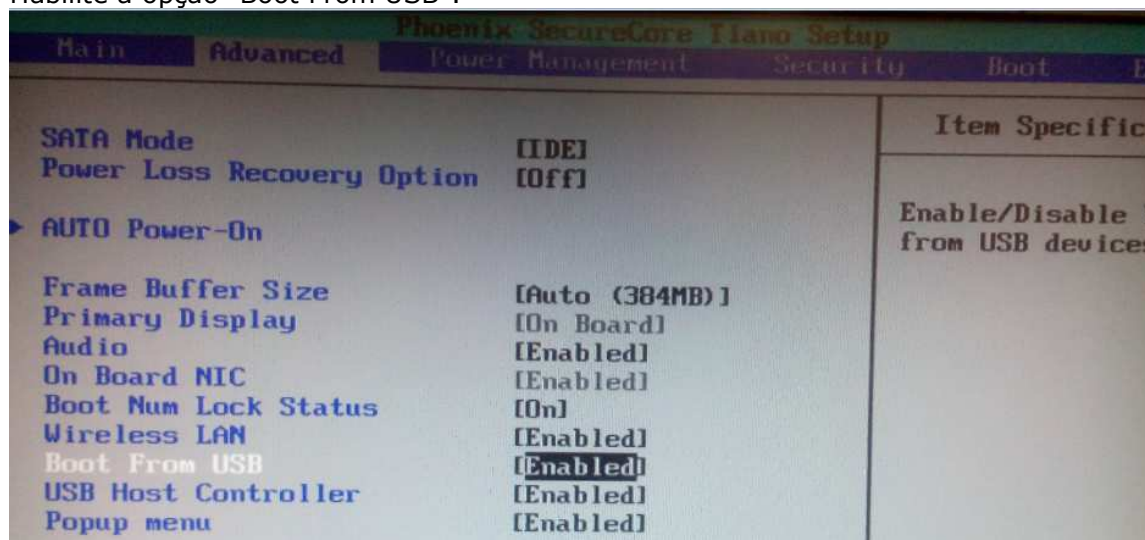 Habilite a opção "Boot From USB".
Phoenix SecureCore Tiano Setup
Main Advanced Power Management Security Boot
Item Specific
SATA Mode [IDE]
Power Loss Recovery Option [Off]
AUTO Power-On
Enable/Disable
from USB devices
Frame Buffer Size [Auto (384MB)]
Primary Display [On Board]
Audio [Enabled]
On Board NIC [Enabled]
Boot Num Lock Status [On]
Wireless LAN [Enabled]
Boot From USB [Enabled]
USB Host Controller [Enabled]
Popup menu [Enabled]